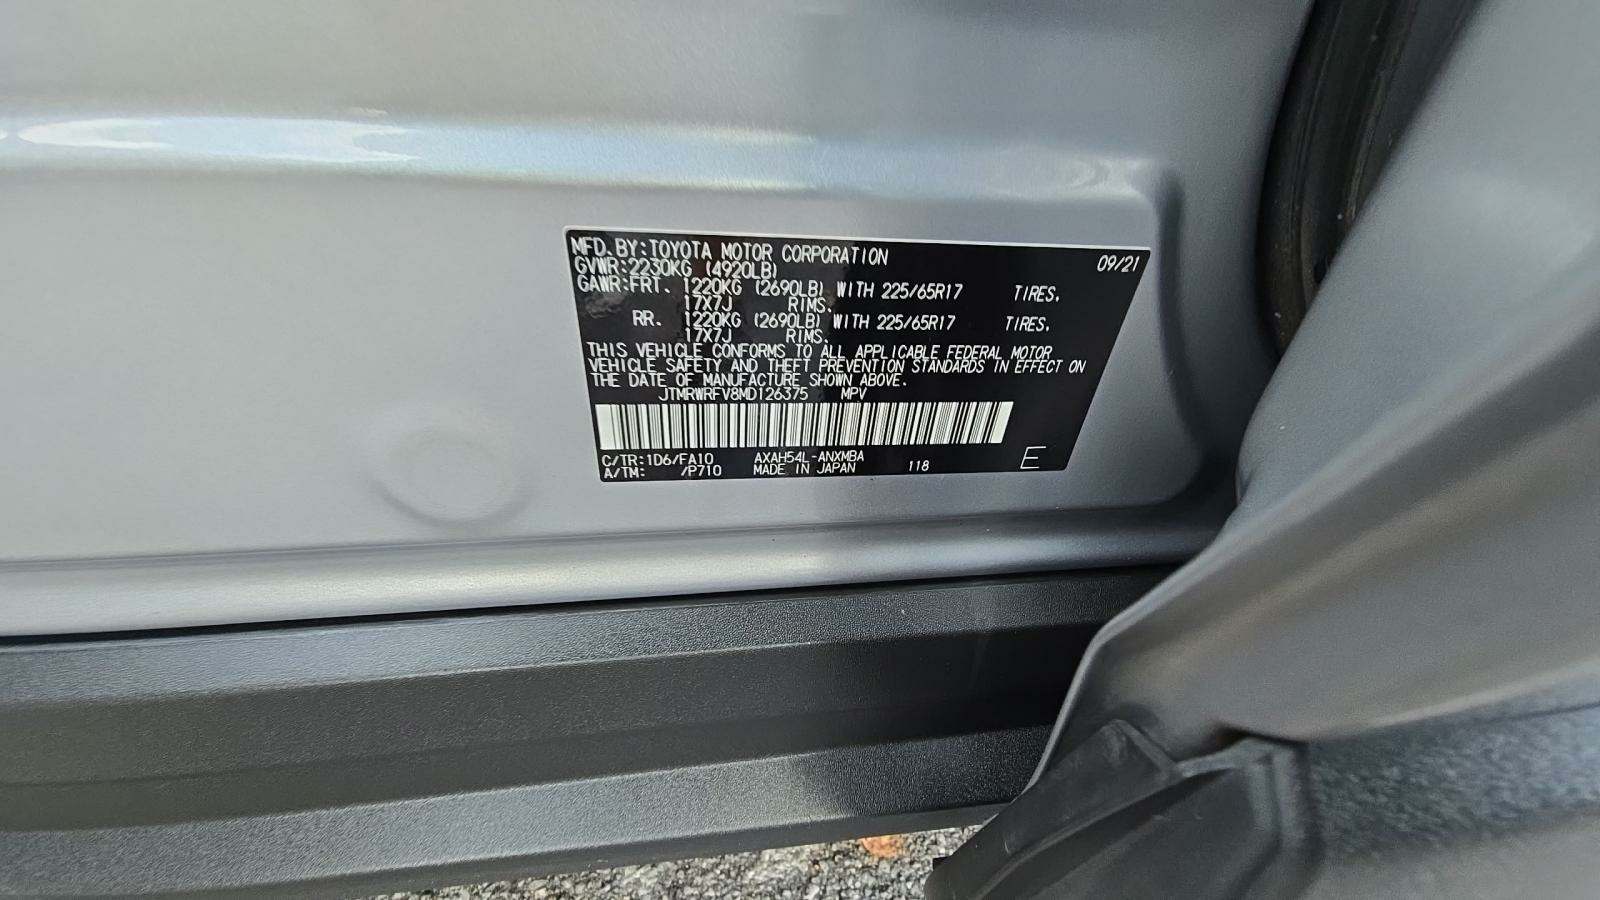 MFD. BY: TOYOTA MOTOR CORPORATION 09/21
GVWR: 2230KG (4920LB)
GAWR: FRT. 1220KG (2690LB) WITH 225/65R17 TIRES.
17X7J RIMS.
RR. 1220KG (2690LB) WITH 225/65R17 TIRES.
17X7J RIMS.
THIS VEHICLE CONFORMS TO ALL APPLICABLE FEDERAL MOTOR
VEHICLE SAFETY AND THEFT PREVENTION STANDARDS IN EFFECT ON
THE DATE OF MANUFACTURE SHOWN ABOVE.
JTMRWRFV8MD126375 MPV
C/TR: 1D6/FA10 AXAH54L-ANXMBA
A/TM: /P710 MADE IN JAPAN 118 E